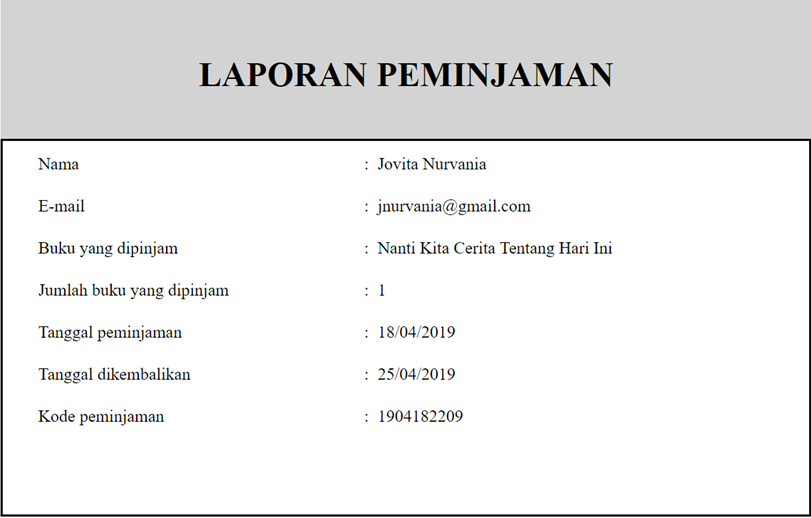 LAPORAN PEMINJAMAN
Nama : Jovita Nurvania
E-mail : jnurvania@gmail.com
Buku yang dipinjam : Nanti Kita Cerita Tentang Hari Ini
Jumlah buku yang dipinjam : 1
Tanggal peminjaman : 18/04/2019
Tanggal dikembalikan : 25/04/2019
Kode peminjaman : 1904182209